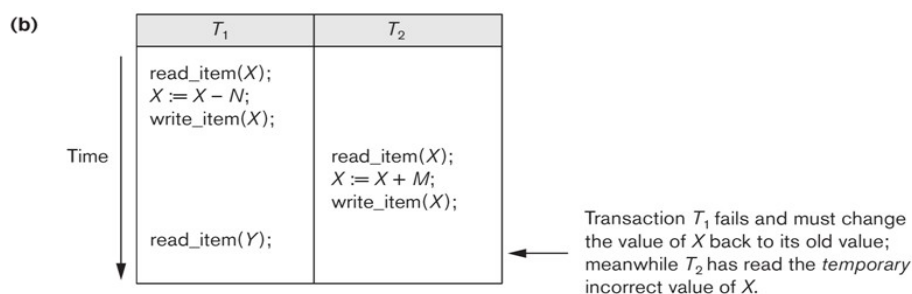 (b)
T₁ T₂
read_item(X);
X := X – N;
write_item(X);
Time
read_item(X);
X := X + M;
write_item(X);
read_item(Y);
Transaction T₁ fails and must change
the value of X back to its old value;
meanwhile T₂ has read the temporary
incorrect value of X.